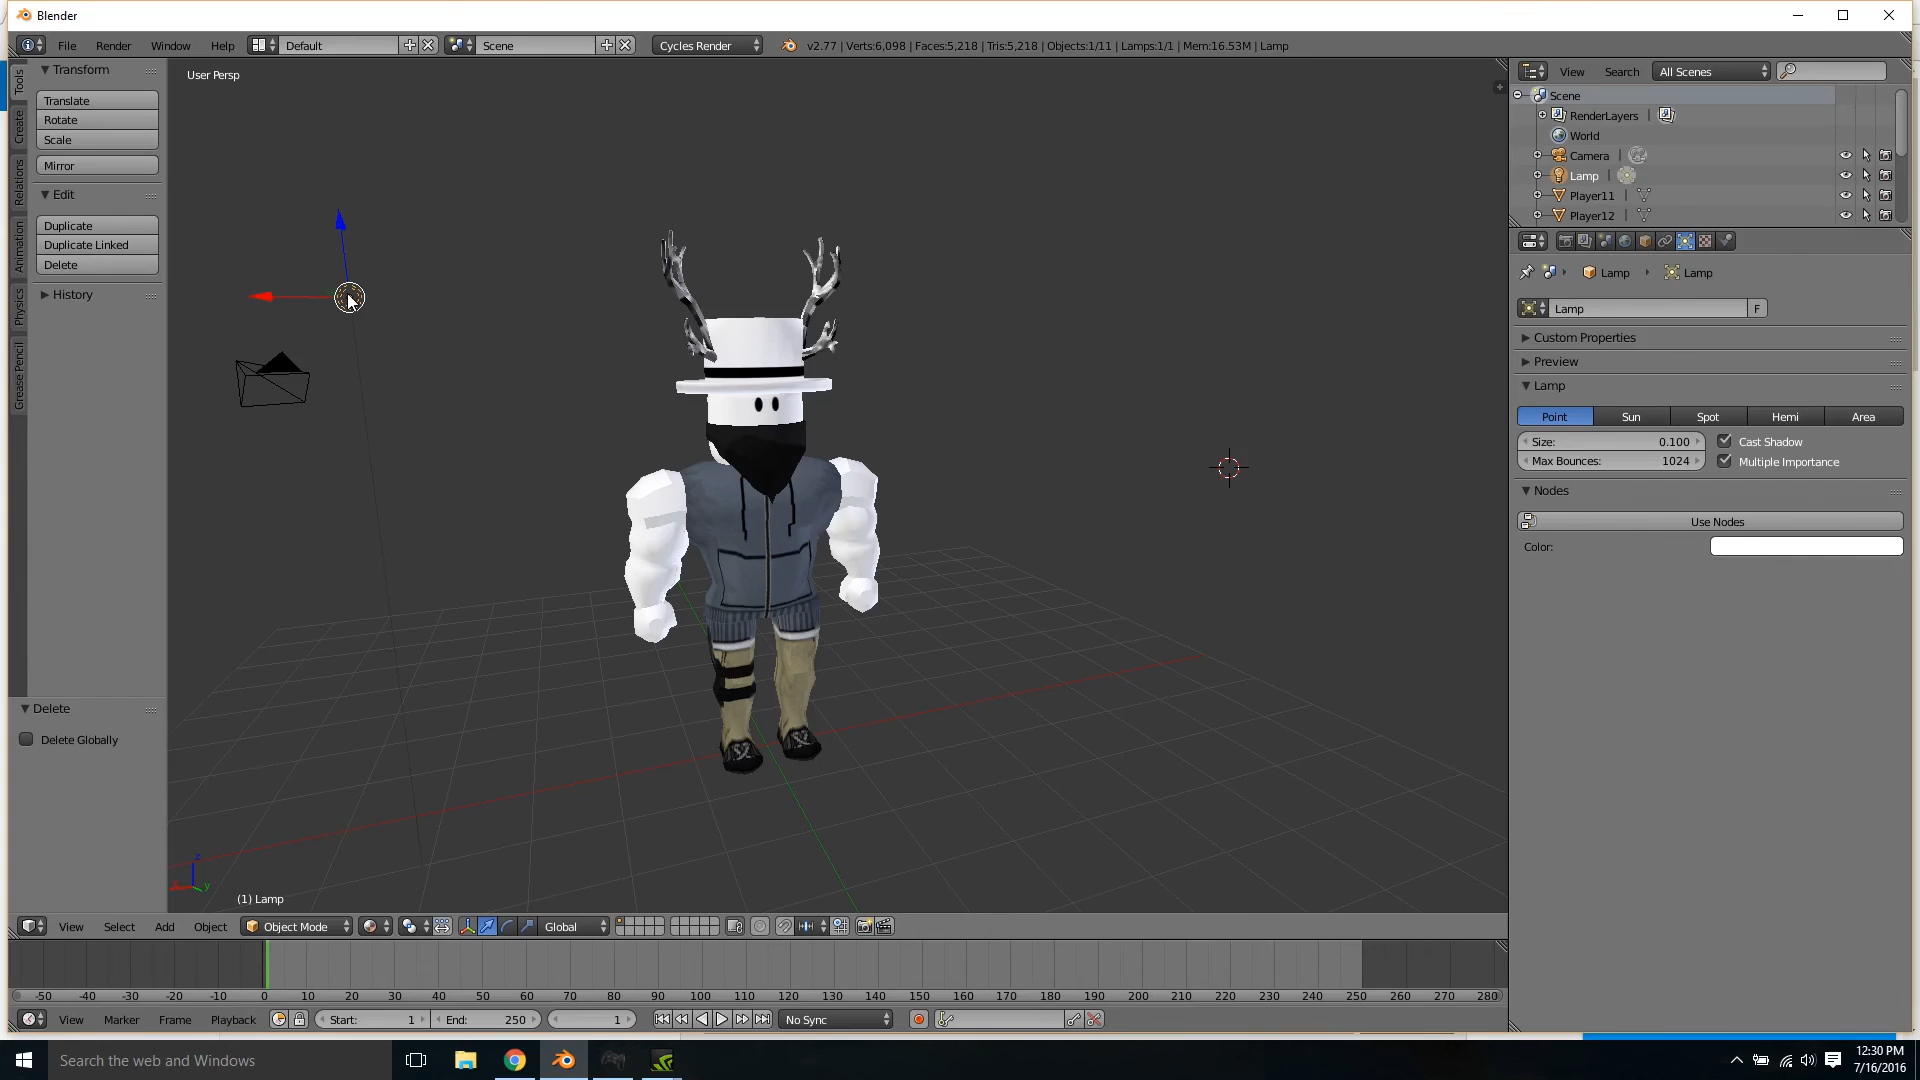 Blender
File Render Window Help Default Scene Cycles Render v2.77 | Verts:6,098 | Faces:5,218 | Tris:5,218 | Objects:1/11 | Lamps:1/1 | Mem:16.53M | Lamp
Tools
Create
Relations
Animation
Physics
Grease Pencil
Transform
Translate
Rotate
Scale
Mirror
Edit
Duplicate
Duplicate Linked
Delete
History
Delete
Delete Globally
User Persp
z
x
y
(1) Lamp
View Search All Scenes
Scene
RenderLayers |
World
Camera |
Lamp |
Player11 |
Player12 |
Lamp Lamp
Lamp F
Custom Properties
Preview
Lamp
Point Sun Spot Hemi Area
Size: 0.100 Cast Shadow
Max Bounces: 1024 Multiple Importance
Nodes
Use Nodes
Color:
View Select Add Object Object Mode Global
-50 -40 -30 -20 -10 0 10 20 30 40 50 60 70 80 90 100 110 120 130 140 150 160 170 180 190 200 210 220 230 240 250 260 270 280
View Marker Frame Playback Start: 1 End: 250 1 No Sync
Search the web and Windows
12:30 PM
7/16/2016